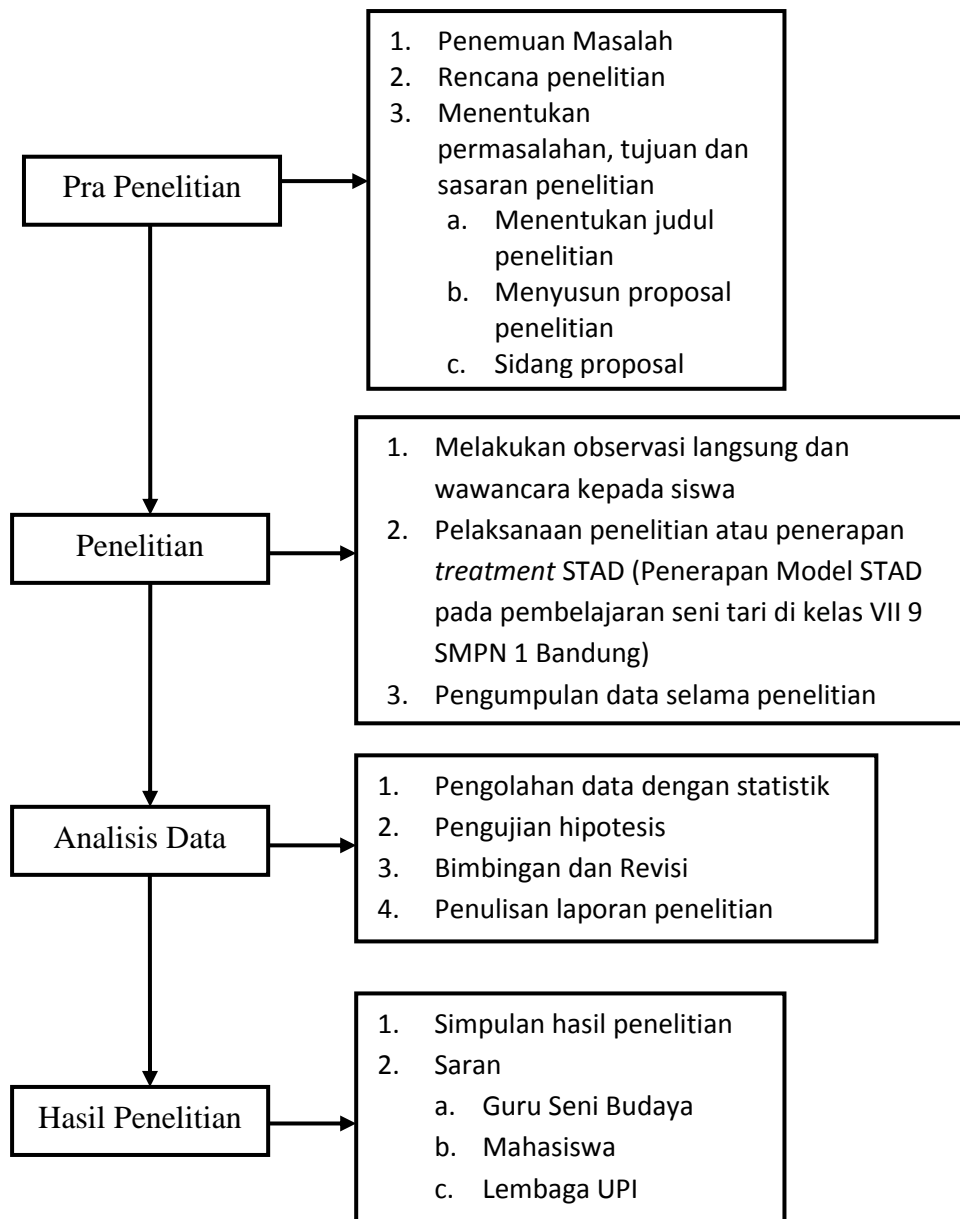 Pra Penelitian
1. Penemuan Masalah
2. Rencana penelitian
3. Menentukan
permasalahan, tujuan dan
sasaran penelitian
a. Menentukan judul
penelitian
b. Menyusun proposal
penelitian
c. Sidang proposal
Penelitian
1. Melakukan observasi langsung dan
wawancara kepada siswa
2. Pelaksanaan penelitian atau penerapan
treatment STAD (Penerapan Model STAD
pada pembelajaran seni tari di kelas VII 9
SMPN 1 Bandung)
3. Pengumpulan data selama penelitian
Analisis Data
1. Pengolahan data dengan statistik
2. Pengujian hipotesis
3. Bimbingan dan Revisi
4. Penulisan laporan penelitian
Hasil Penelitian
1. Simpulan hasil penelitian
2. Saran
a. Guru Seni Budaya
b. Mahasiswa
c. Lembaga UPI